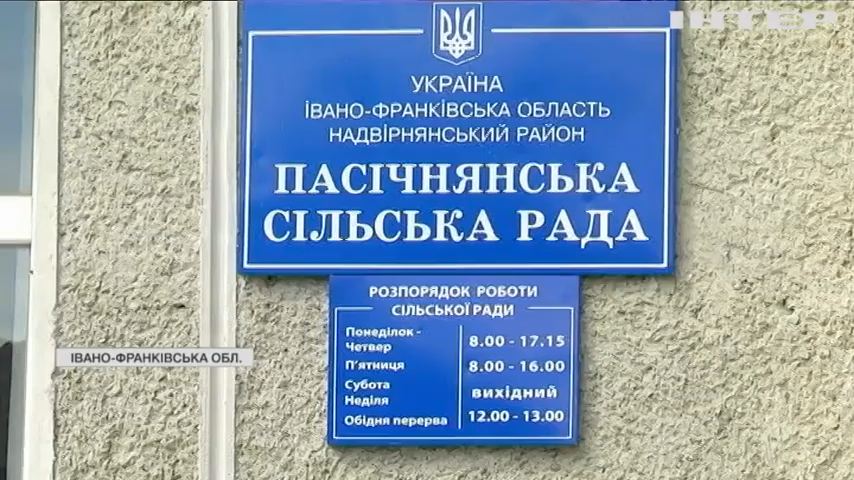 ІНТЕР
УКРАЇНА
ІВАНО-ФРАНКІВСЬКА ОБЛАСТЬ
НАДВІРНЯНСЬКИЙ РАЙОН
ПАСІЧНЯНСЬКА
СІЛЬСЬКА РАДА
РОЗПОРЯДОК РОБОТИ
СІЛЬСЬКОЇ РАДИ
Понеділок -
Четвер 8.00 - 17.15
П'ятниця 8.00 - 16.00
Субота
Неділя вихідний
Обідня перерва 12.00 - 13.00
ІВАНО-ФРАНКІВСЬКА ОБЛ.